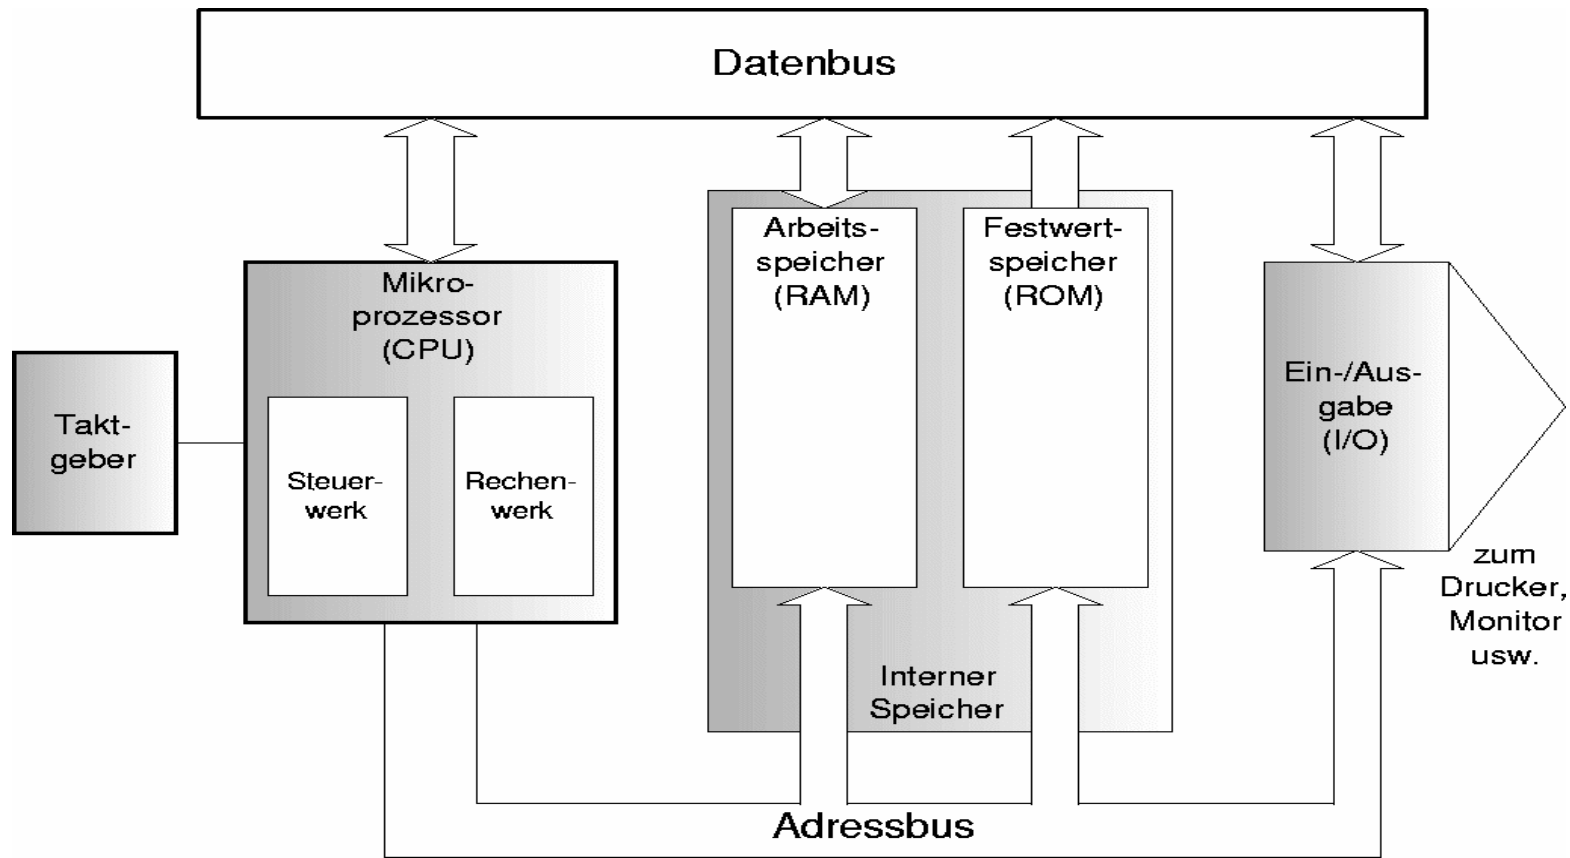 Datenbus
Mikro-
prozessor
(CPU)
Arbeits-
speicher
(RAM)
Festwert-
speicher
(ROM)
Takt-
geber
Steuer-
werk
Rechen-
werk
Ein-/Aus-
gabe
(I/O)
zum
Drucker,
Monitor
usw.
Interner
Speicher
Adressbus